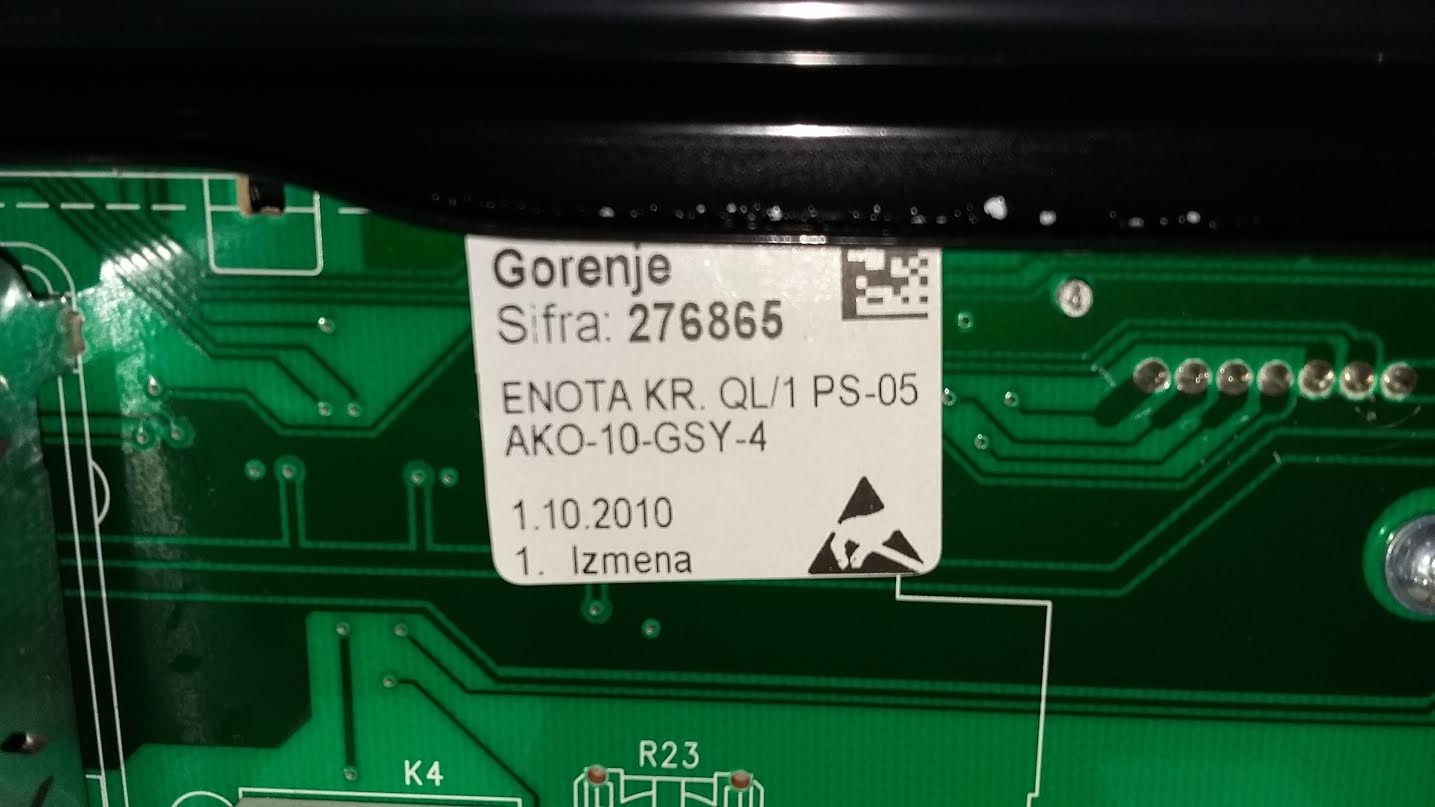 Gorenje
Sifra: 276865
ENOTA KR. QL/1 PS-05
AKO-10-GSY-4
1.10.2010
1. Izmena
4
R23
K4